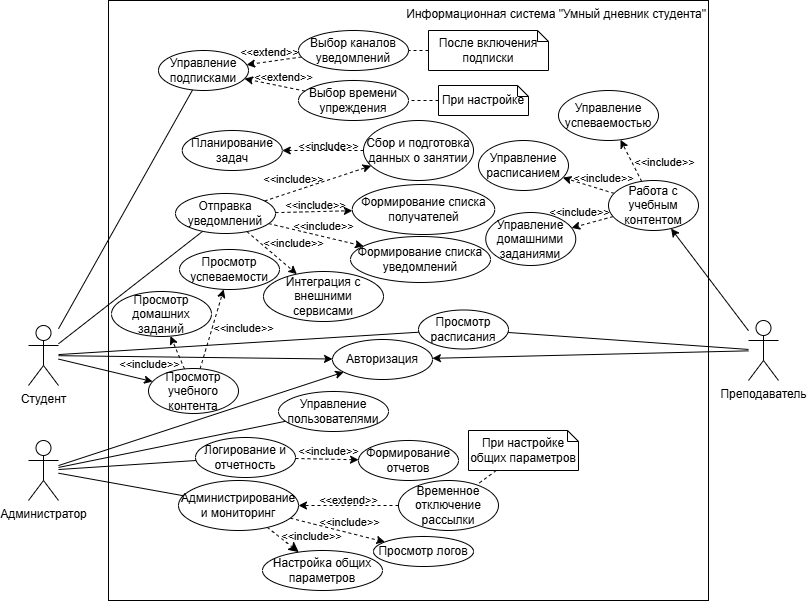 Информационная система "Умный дневник студента"
Управление
подписками
<<extend>>
Выбор каналов
уведомлений
После включения
подписки
<<extend>>
Выбор времени
упреждения
При настройке
Управление
успеваемостью
Планирование
задач
<<include>>
Сбор и подготовка
данных о занятии
<<include>>
Управление
расписанием
<<include>>
<<include>>
Работа с
учебным
контентом
Отправка
уведомлений
<<include>>
<<include>>
Формирование списка
получателей
<<include>>
Управление
домашними
заданиями
<<include>>
<<include>>
Формирование списка
уведомлений
Просмотр
успеваемости
Интеграция с
внешними
сервисами
Просмотр
домашних
заданий
<<include>>
<<include>>
Просмотр
расписания
Авторизация
Просмотр
учебного
контента
Студент
Преподаватель
Управление
пользователями
Логирование и
отчетность
<<include>>
Формирование
отчетов
При настройке
общих параметров
Администрирование
и мониторинг
<<extend>>
Временное
отключение
рассылки
Администратор
<<include>>
<<include>>
Просмотр логов
Настройка общих
параметров